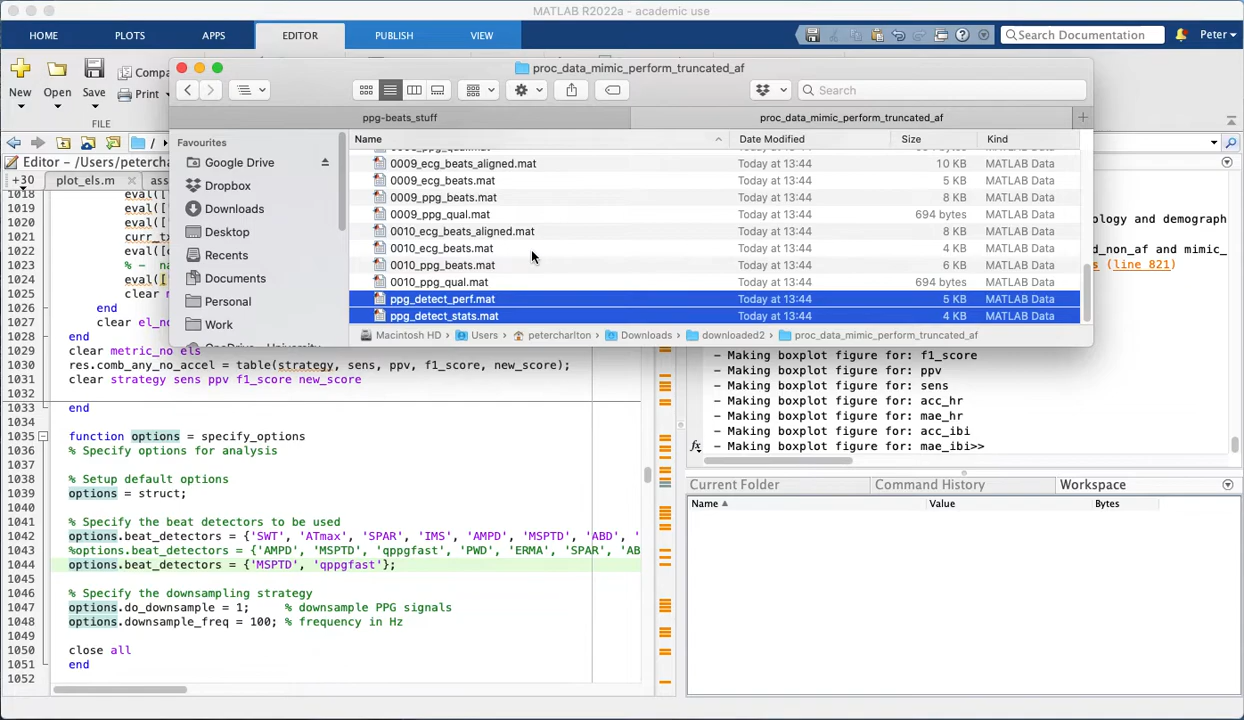 MATLAB R2022a - academic use
HOME PLOTS APPS EDITOR PUBLISH VIEW Search Documentation Peter
New Open Save Compa
Print
FILE
proc_data_mimic_perform_truncated_af
Search
ppg-beats_stuff proc_data_mimic_perform_truncated_af
Favourites
Google Drive
Dropbox
Downloads
Desktop
Recents
Documents
Personal
Work
Name Date Modified Size Kind
0009_ecg_beats_aligned.mat Today at 13:44 10 KB MATLAB Data
0009_ecg_beats.mat Today at 13:44 5 KB MATLAB Data
0009_ppg_beats.mat Today at 13:44 8 KB MATLAB Data
0009_ppg_qual.mat Today at 13:44 694 bytes MATLAB Data
0010_ecg_beats_aligned.mat Today at 13:44 8 KB MATLAB Data
0010_ecg_beats.mat Today at 13:44 4 KB MATLAB Data
0010_ppg_beats.mat Today at 13:44 6 KB MATLAB Data
0010_ppg_qual.mat Today at 13:44 694 bytes MATLAB Data
ppg_detect_perf.mat Today at 13:44 5 KB MATLAB Data
ppg_detect_stats.mat Today at 13:44 4 KB MATLAB Data
Macintosh HD Users petercharlton Downloads downloaded2 proc_data_mimic_perform_truncated_af
Editor - /Users/petercha
+30 plot_els.m ass
1018 eval([
1019 eval([
1020 eval([
1021 curr_t
1022 eval([c
1023 % - na
1024 eval([
1025 clear m
1026 end
1027 clear el_no
1028 end
1029 clear metric_no els
1030 res.comb_any_no_accel = table(strategy, sens, ppv, f1_score, new_score);
1031 clear strategy sens ppv f1_score new_score
1032
1033 end
1034
1035 function options = specify_options
1036 % Specify options for analysis
1037
1038 % Setup default options
1039 options = struct;
1040
1041 % Specify the beat detectors to be used
1042 options.beat_detectors = {'SWT', 'ATmax', 'SPAR', 'IMS', 'AMPD', 'MSPTD', 'ABD', '
1043 %options.beat_detectors = {'AMPD', 'MSPTD', 'qppgfast', 'PWD', 'ERMA', 'SPAR', 'AB
1044 options.beat_detectors = {'MSPTD', 'qppgfast'};
1045
1046 % Specify the downsampling strategy
1047 options.do_downsample = 1; % downsample PPG signals
1048 options.downsample_freq = 100; % frequency in Hz
1049
1050 close all
1051 end
1052
ology and demograph
d_non_af and mimic_
s (line 821)
- Making boxplot figure for: f1_score
- Making boxplot figure for: ppv
- Making boxplot figure for: sens
- Making boxplot figure for: acc_hr
- Making boxplot figure for: mae_hr
- Making boxplot figure for: acc_ibi
fx - Making boxplot figure for: mae_ibi>>
Current Folder Command History Workspace
Name Value Bytes